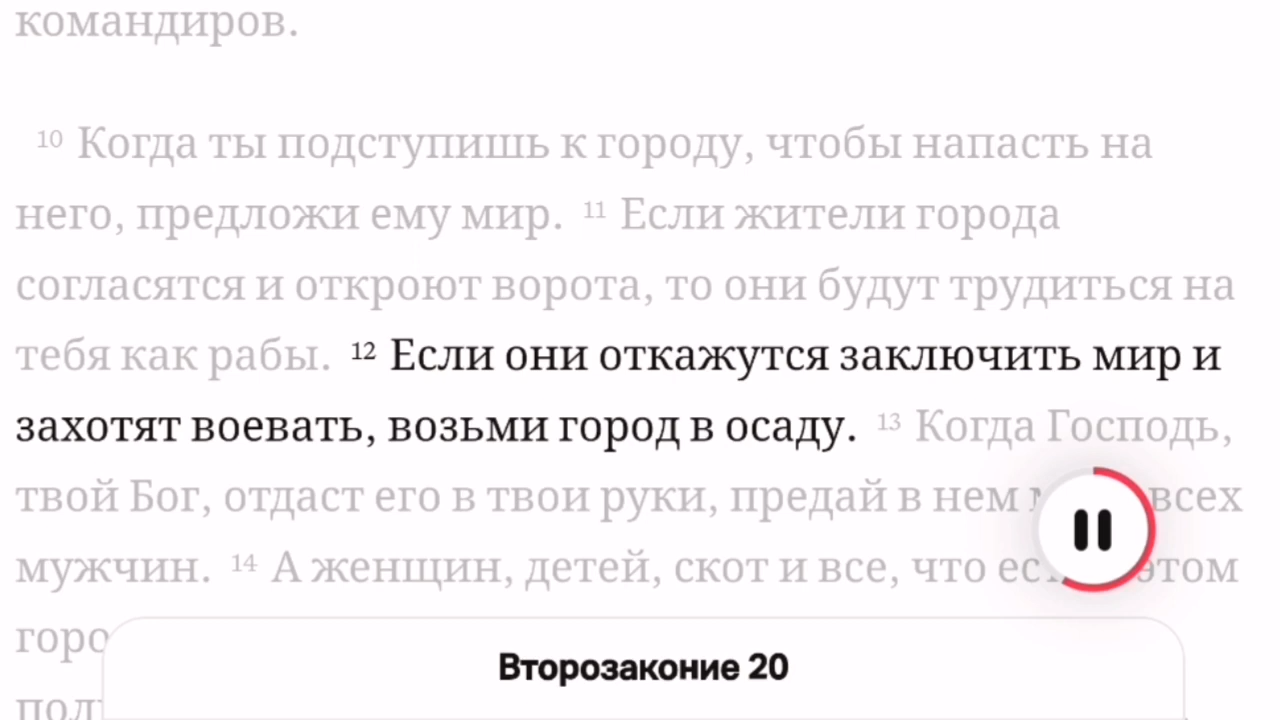 командиров.
10 Когда ты подступишь к городу, чтобы напасть на
него, предложи ему мир. 11 Если жители города
согласятся и откроют ворота, то они будут трудиться на
тебя как рабы. 12 Если они откажутся заключить мир и
захотят воевать, возьми город в осаду. 13 Когда Господь,
твой Бог, отдаст его в твои руки, предай в нем всех
мужчин. 14 А женщин, детей, скот и все, что этом
Второзаконие 20